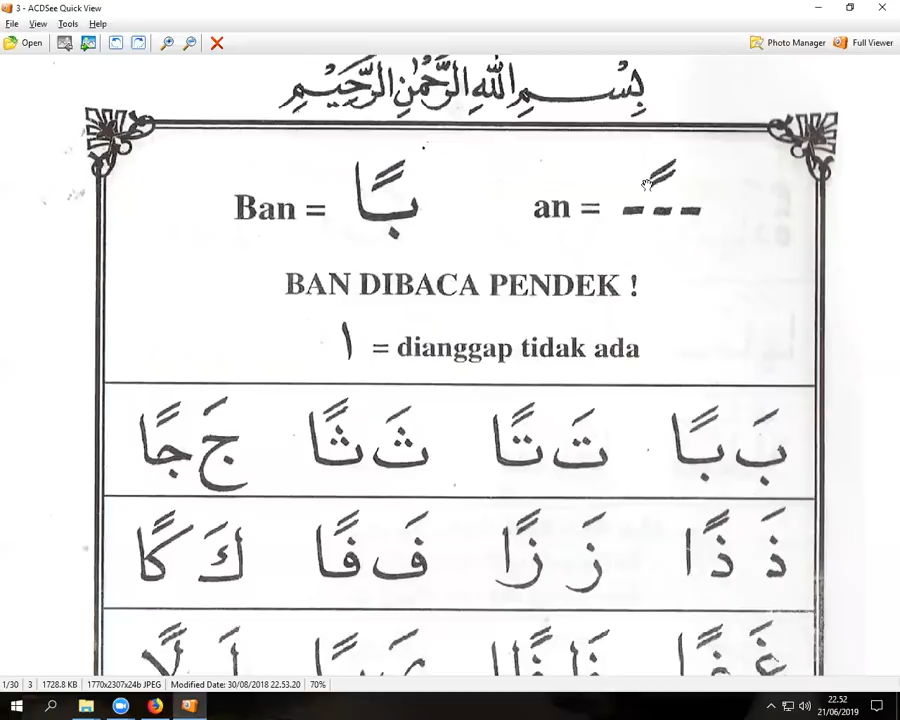 3 - ACDSee Quick View
File View Tools Help
Open Photo Manager Full Viewer
بِسْمِ اللهِ الرَّحْمٰنِ الرَّحِيْمِ
Ban = بًا an = ---ً
BAN DIBACA PENDEK !
ا = dianggap tidak ada
بَ بًا تَ تًا ثَ ثًا جَ جًا
ذَ ذًا زَ زًا فَ فًا كَ كًا
1/30 3 1728.8 KB 1770x2307x24b JPEG Modified Date: 30/08/2018 22.53.20 70%
22.52
21/06/2019